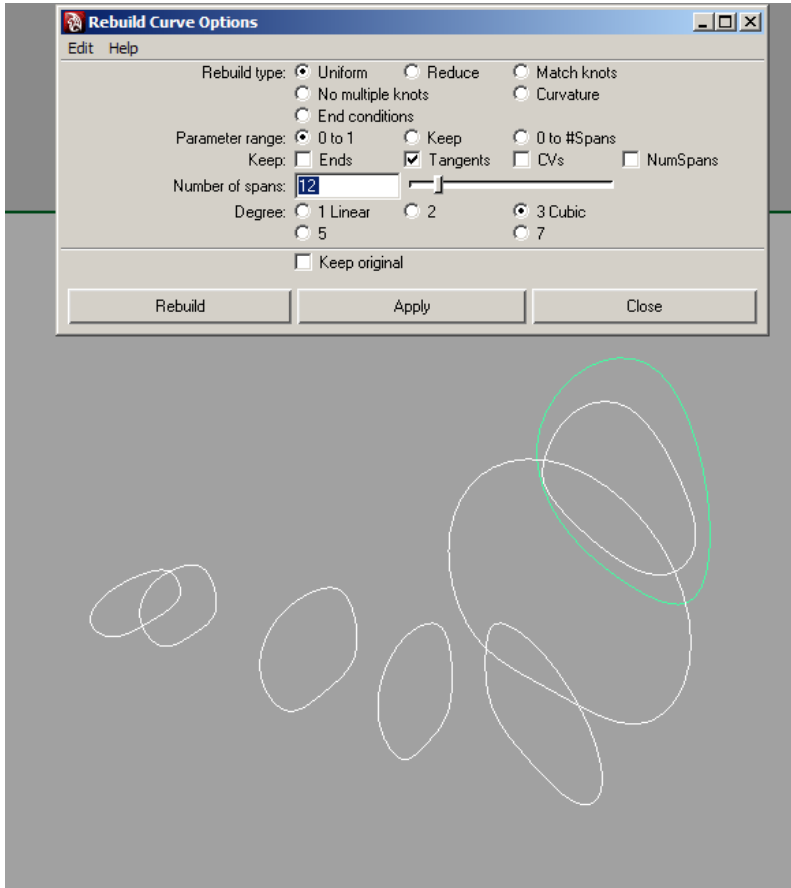 Rebuild Curve Options
Edit Help
Rebuild type: Uniform Reduce Match knots
No multiple knots Curvature
End conditions
Parameter range: 0 to 1 Keep 0 to #Spans
Keep: Ends Tangents CVs NumSpans
Number of spans: 12
Degree: 1 Linear 2 3 Cubic
5 7
Keep original
Rebuild Apply Close